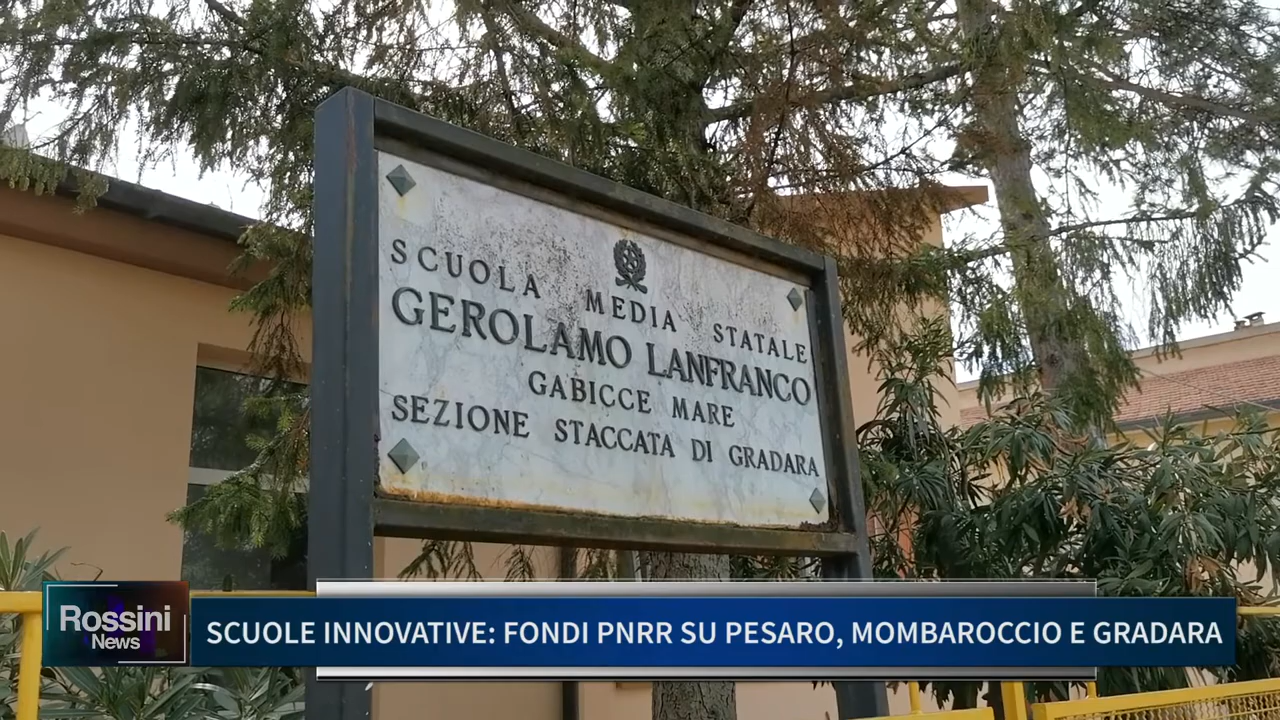 SCUOLA MEDIA STATALE
GEROLAMO LANFRANCO
GABICCE MARE
SEZIONE STACCATA DI GRADARA
Rossini
News
SCUOLE INNOVATIVE: FONDI PNRR SU PESARO, MOMBAROCCIO E GRADARA